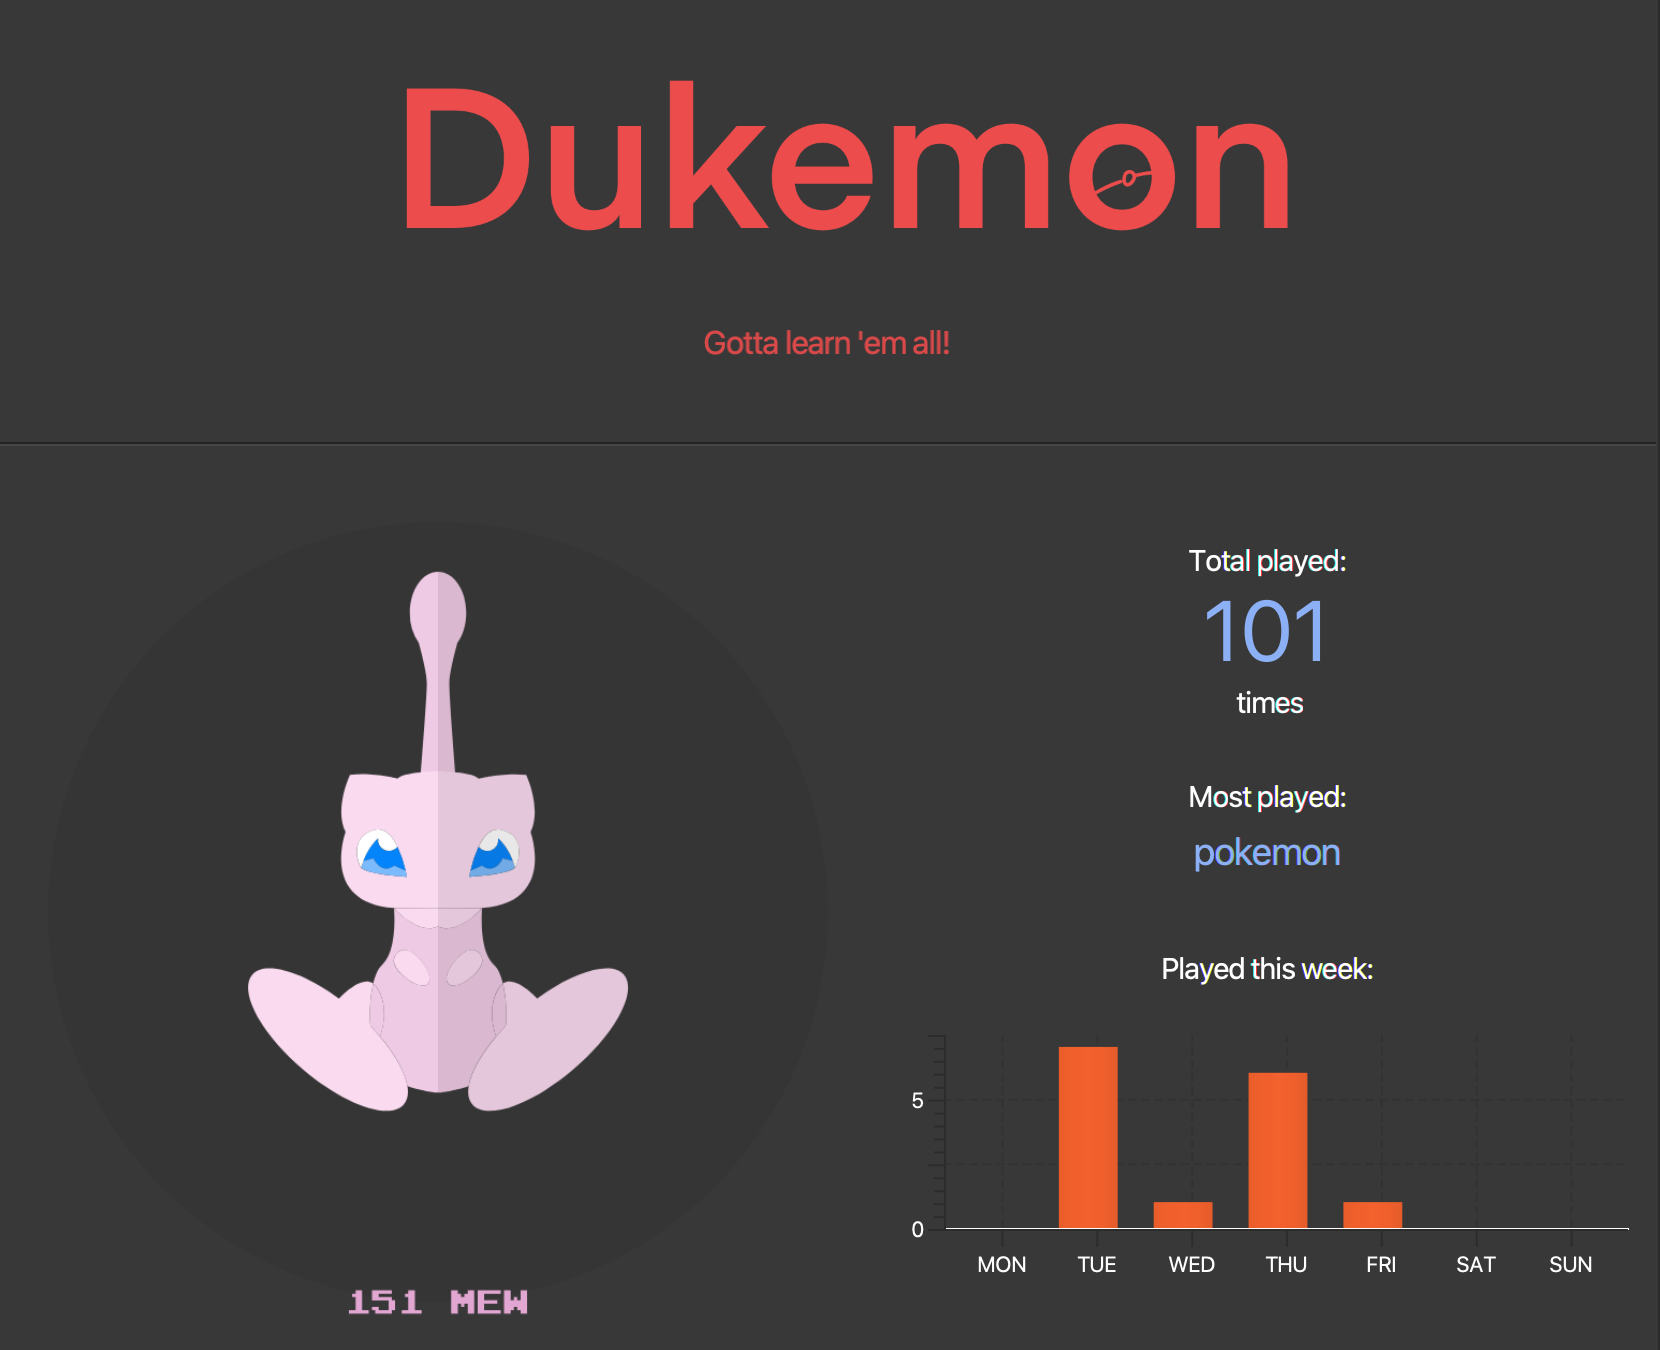 Dukemon
Gotta learn 'em all!
Total played:
101
times
Most played:
pokemon
Played this week:
5
0
MON TUE WED THU FRI SAT SUN
151 MEW